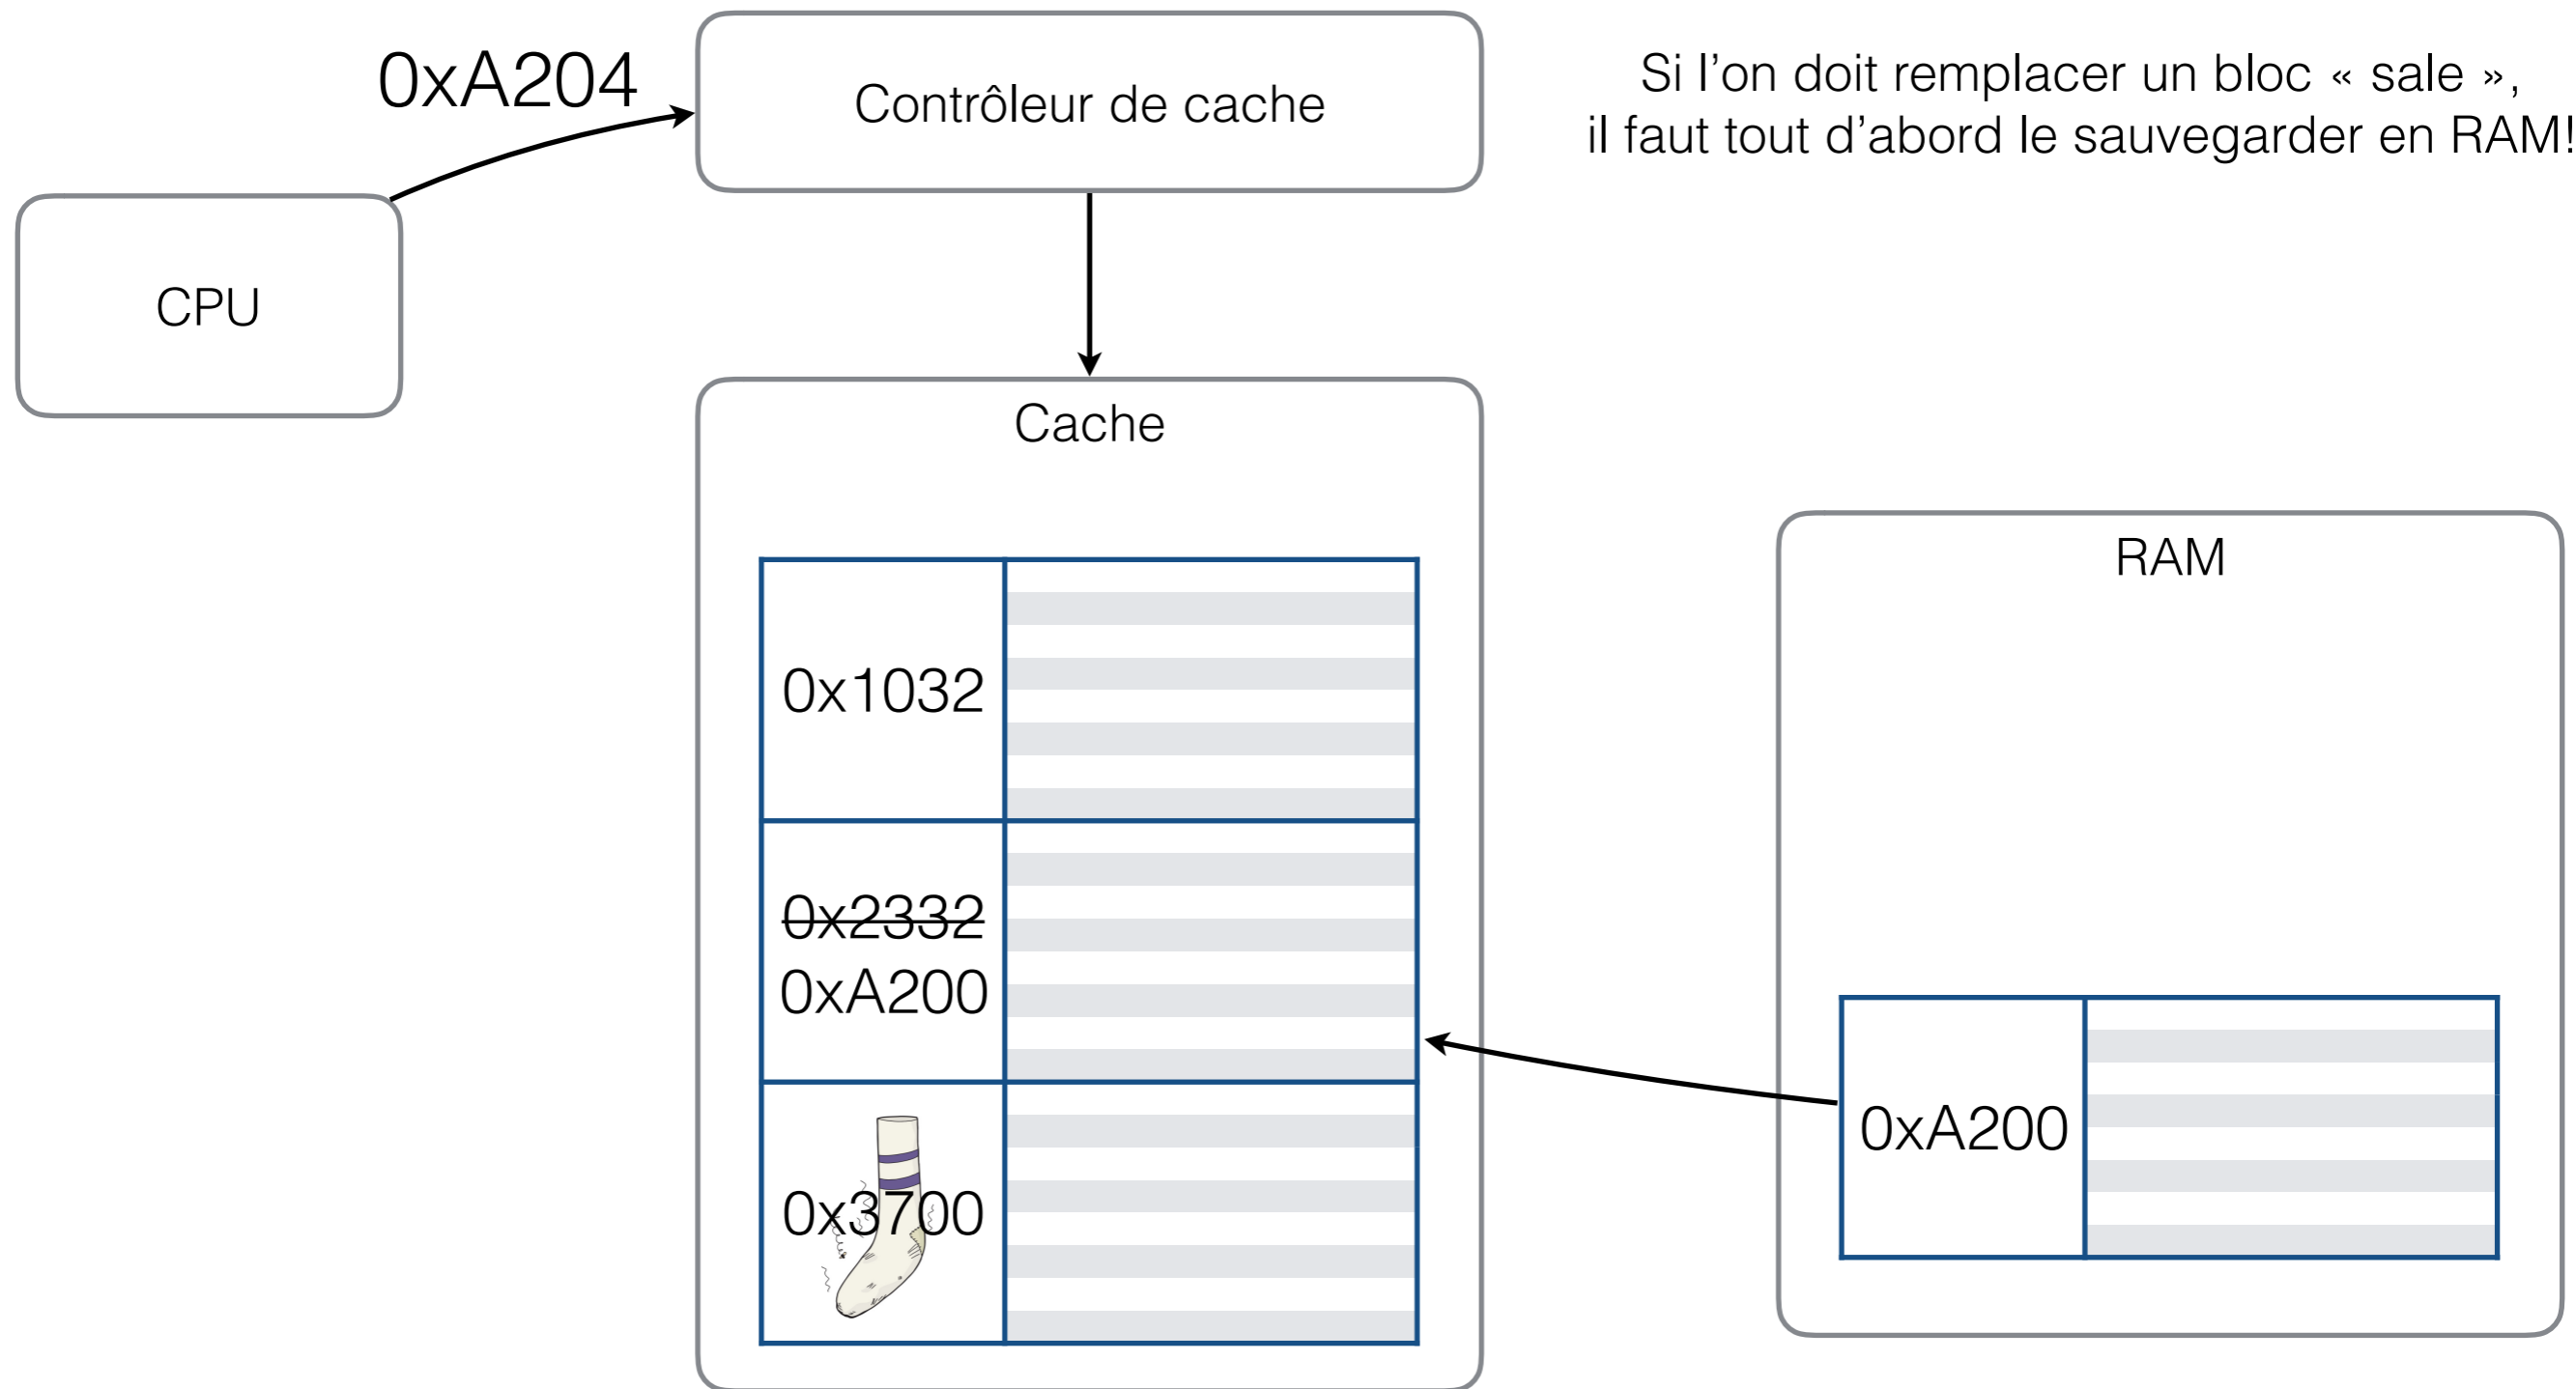 0xA204
Contrôleur de cache
Si l'on doit remplacer un bloc « sale »,
il faut tout d'abord le sauvegarder en RAM!
CPU
Cache
RAM
0x1032
0x2332
0xA200
0x3700
0xA200